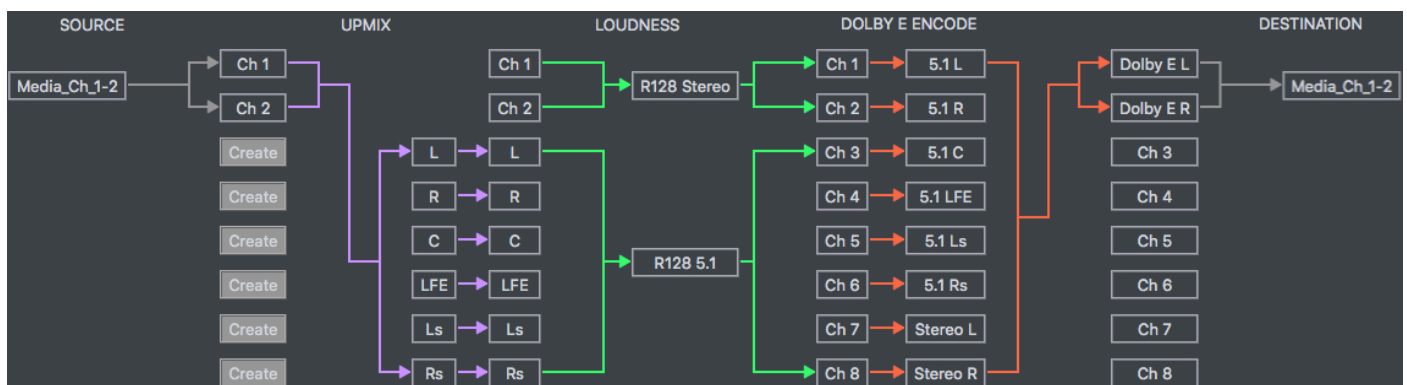 SOURCE UPMIX LOUDNESS DOLBY E ENCODE DESTINATION
Ch 1 Ch 1 Ch 1 5.1 L Dolby E L
Media_Ch_1-2 R128 Stereo Media_Ch_1-2
Ch 2 Ch 2 Ch 2 5.1 R Dolby E R
Create L L Ch 3 5.1 C Ch 3
Create R R Ch 4 5.1 LFE Ch 4
Create C C Ch 5 5.1 Ls Ch 5
R128 5.1
Create LFE LFE Ch 6 5.1 Rs Ch 6
Create Ls Ls Ch 7 Stereo L Ch 7
Create Rs Rs Ch 8 Stereo R Ch 8